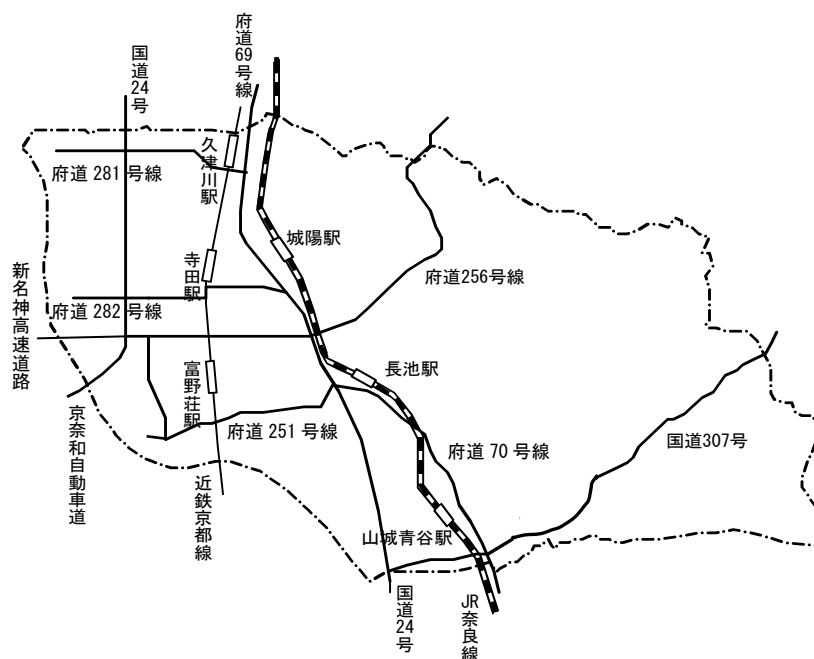 府道69号線
国道24号
久津川駅
府道 281 号線
城陽駅
寺田駅
府道256号線
新名神高速道路
府道 282 号線
富野荘駅
長池駅
京奈和自動車道
府道 251 号線
府道 70 号線
国道307号
近鉄京都線
山城青谷駅
国道24号
JR奈良線